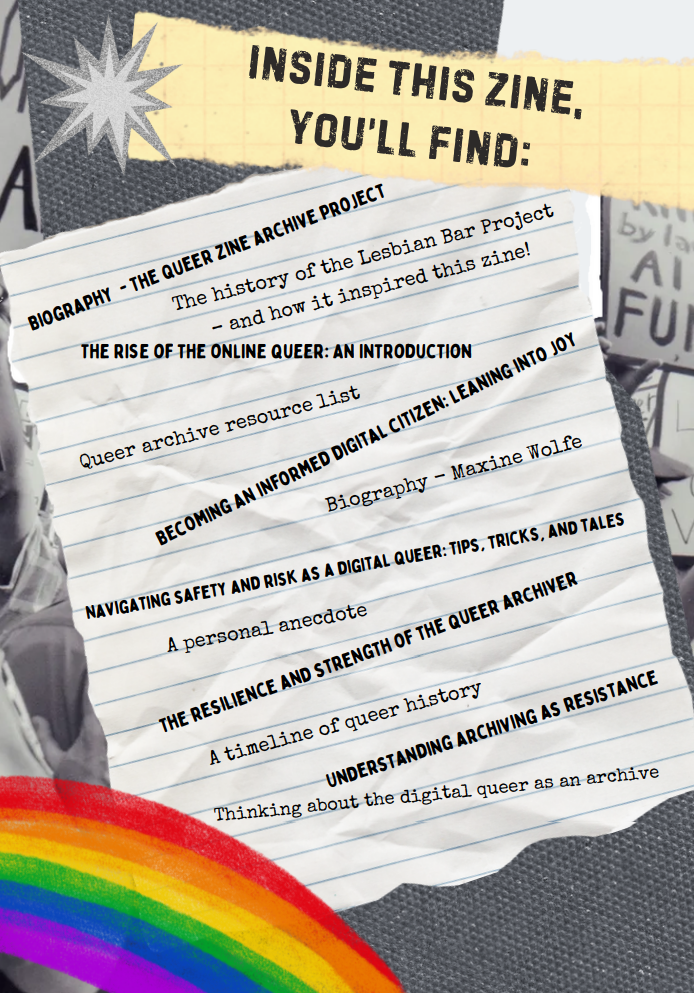 INSIDE THIS ZINE,
YOU'LL FIND:
BIOGRAPHY - THE QUEER ZINE ARCHIVE PROJECT
The history of the Lesbian Bar Project
– and how it inspired this zine!
THE RISE OF THE ONLINE QUEER: AN INTRODUCTION
Queer archive resource list
BECOMING AN INFORMED DIGITAL CITIZEN: LEANING INTO JOY
Biography – Maxine Wolfe
NAVIGATING SAFETY AND RISK AS A DIGITAL QUEER: TIPS, TRICKS, AND TALES
A personal anecdote
THE RESILIENCE AND STRENGTH OF THE QUEER ARCHIVER
A timeline of queer history
UNDERSTANDING ARCHIVING AS RESISTANCE
Thinking about the digital queer as an archive
by